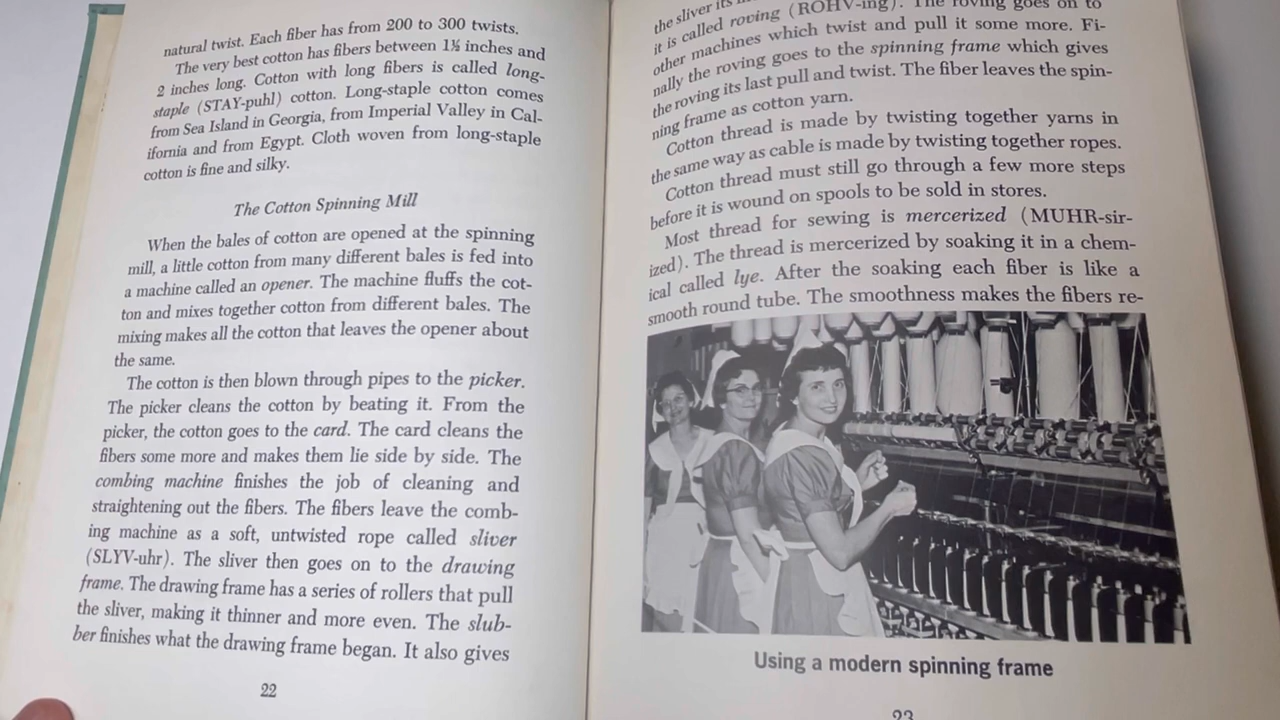 natural twist. Each fiber has from 200 to 300 twists.
The very best cotton has fibers between 1½ inches and
2 inches long. Cotton with long fibers is called long-
staple (STAY-puhl) cotton. Long-staple cotton comes
from Sea Island in Georgia, from Imperial Valley in Cal-
ifornia and from Egypt. Cloth woven from long-staple
cotton is fine and silky.
The Cotton Spinning Mill
When the bales of cotton are opened at the spinning
mill, a little cotton from many different bales is fed into
a machine called an opener. The machine fluffs the cot-
ton and mixes together cotton from different bales. The
mixing makes all the cotton that leaves the opener about
the same.
The cotton is then blown through pipes to the picker.
The picker cleans the cotton by beating it. From the
picker, the cotton goes to the card. The card cleans the
fibers some more and makes them lie side by side. The
combing machine finishes the job of cleaning and
straightening out the fibers. The fibers leave the comb-
ing machine as a soft, untwisted rope called sliver
(SLYV-uhr). The sliver then goes on to the drawing
frame. The drawing frame has a series of rollers that pull
the sliver, making it thinner and more even. The slub-
ber finishes what the drawing frame began. It also gives
22
the sliver its
it is called roving (ROHV-ing). The roving goes on to
other machines which twist and pull it some more. Fi-
nally the roving goes to the spinning frame which gives
the roving its last pull and twist. The fiber leaves the spin-
ning frame as cotton yarn.
Cotton thread is made by twisting together yarns in
the same way as cable is made by twisting together ropes.
Cotton thread must still go through a few more steps
before it is wound on spools to be sold in stores.
Most thread for sewing is mercerized (MUHR-sir-
ized). The thread is mercerized by soaking it in a chem-
ical called lye. After the soaking each fiber is like a
smooth round tube. The smoothness makes the fibers re-
Using a modern spinning frame
23